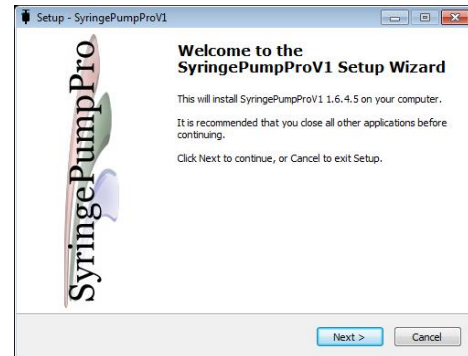 Setup - SyringePumpProV1
SyringePumpPro
Welcome to the
SyringePumpProV1 Setup Wizard
This will install SyringePumpProV1 1.6.4.5 on your computer.
It is recommended that you close all other applications before
continuing.
Click Next to continue, or Cancel to exit Setup.
Next >
Cancel